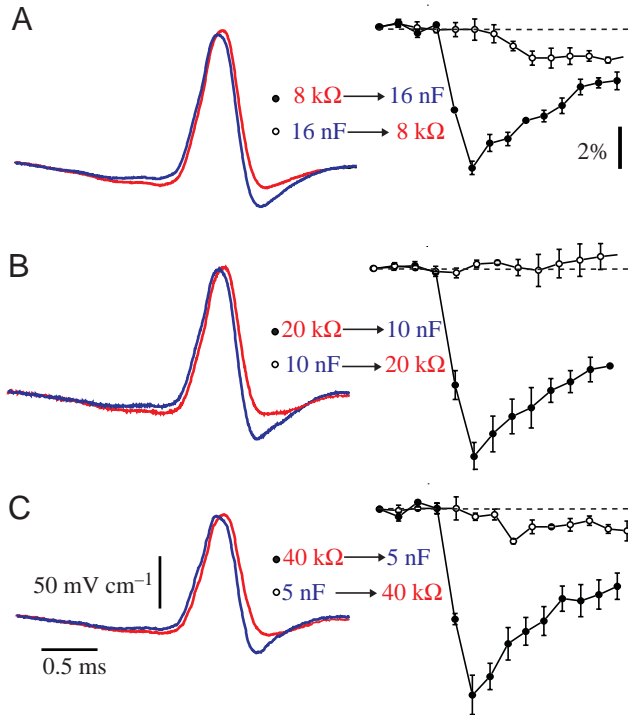 A
8 kΩ → 16 nF
16 nF → 8 kΩ
2%
B
20 kΩ → 10 nF
10 nF → 20 kΩ
C
40 kΩ → 5 nF
5 nF → 40 kΩ
50 mV cm–1
0.5 ms